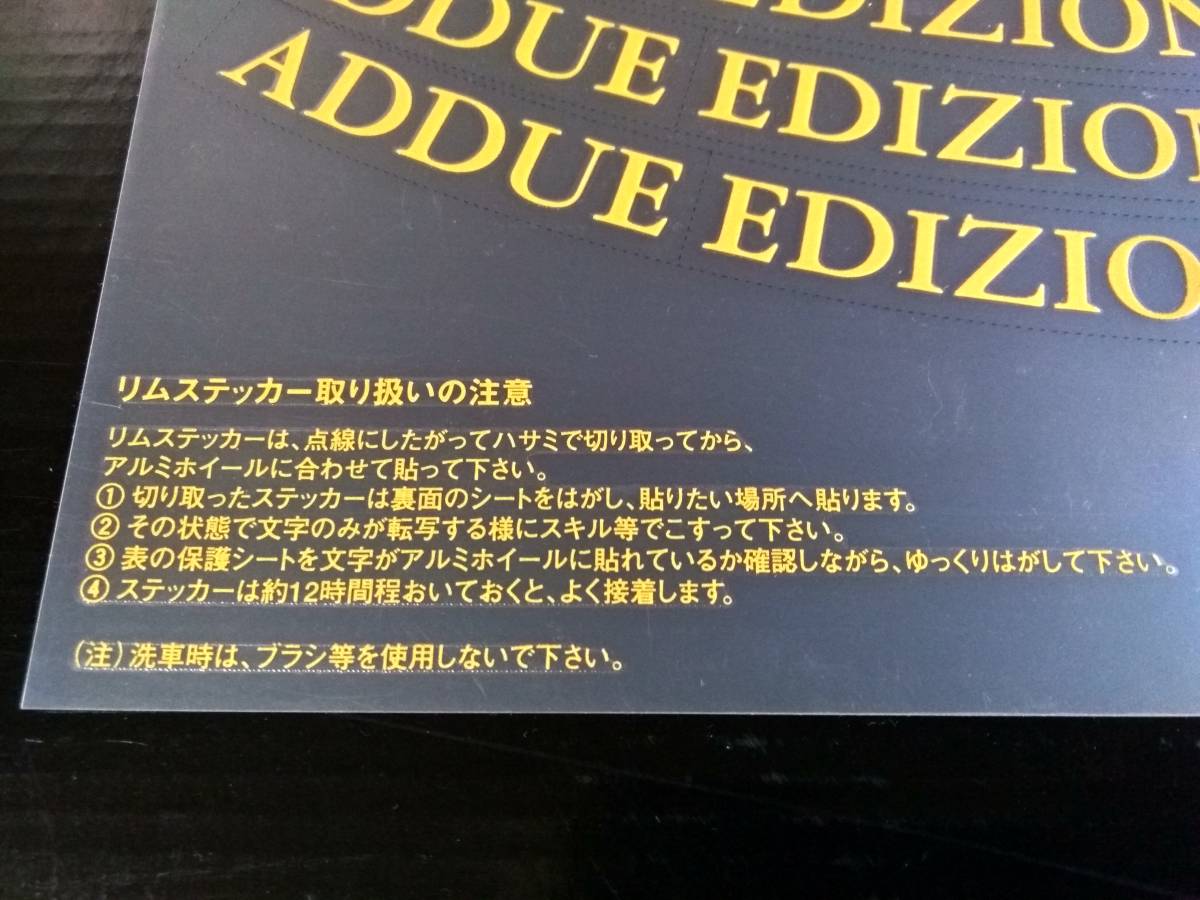 EDIZION
DDUE EDIZIO
ADDUE EDIZIO
リムステッカー取り扱いの注意
リムステッカーは、点線にしたがってハサミで切り取ってから、
アルミホイールに合わせて貼って下さい。
① 切り取ったステッカーは裏面のシートをはがし、貼りたい場所へ貼ります。
② その状態で文字のみが転写する様にスキル等でこすって下さい。
③ 表の保護シートを文字がアルミホイールに貼れているか確認しながら、ゆっくりはがして下さい。
④ ステッカーは約12時間程おいておくと、よく接着します。
(注) 洗車時は、ブラシ等を使用しないで下さい。